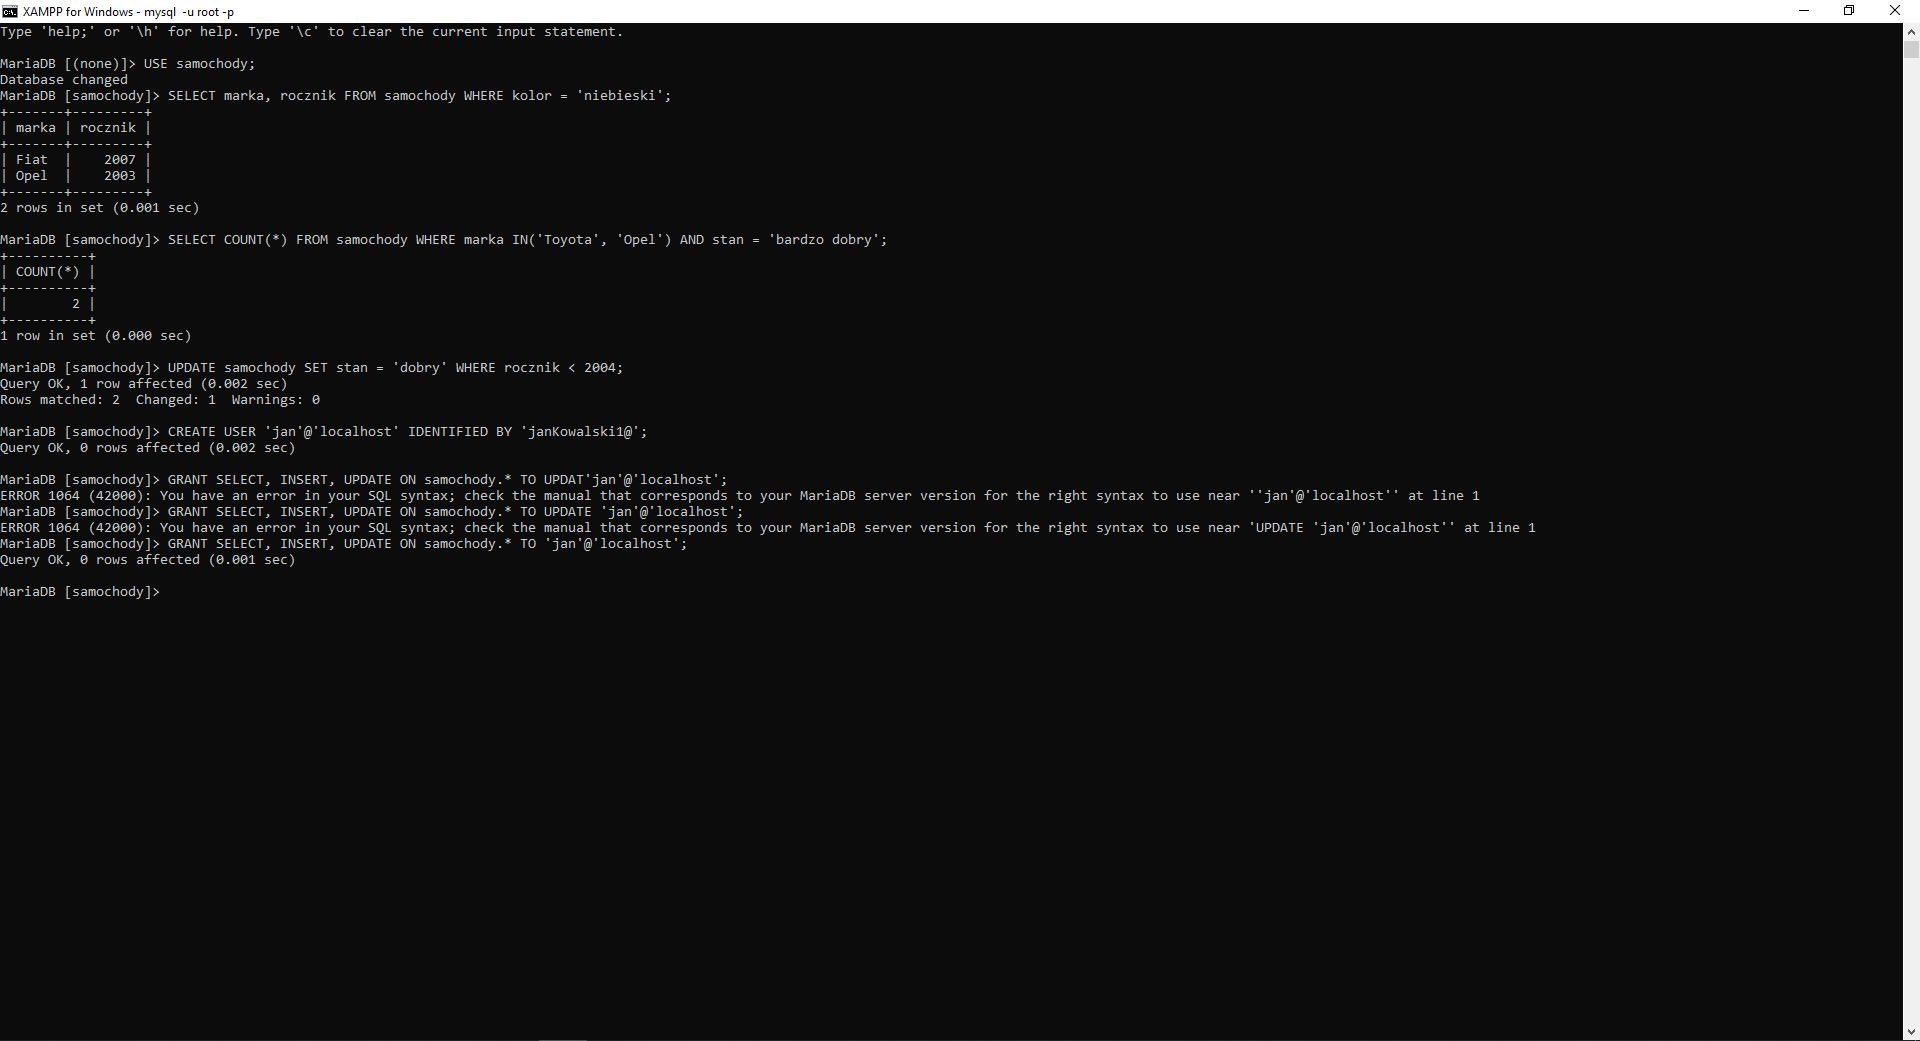 XAMPP for Windows - mysql -u root -p
Type 'help;' or '\h' for help. Type '\c' to clear the current input statement.
MariaDB [(none)]> USE samochody;
Database changed
MariaDB [samochody]> SELECT marka, rocznik FROM samochody WHERE kolor = 'niebieski';
+-------+---------+
| marka | rocznik |
+-------+---------+
| Fiat  |    2007 |
| Opel  |    2003 |
+-------+---------+
2 rows in set (0.001 sec)
MariaDB [samochody]> SELECT COUNT(*) FROM samochody WHERE marka IN('Toyota', 'Opel') AND stan = 'bardzo dobry';
+----------+
| COUNT(*) |
+----------+
|        2 |
+----------+
1 row in set (0.000 sec)
MariaDB [samochody]> UPDATE samochody SET stan = 'dobry' WHERE rocznik < 2004;
Query OK, 1 row affected (0.002 sec)
Rows matched: 2  Changed: 1  Warnings: 0
MariaDB [samochody]> CREATE USER 'jan'@'localhost' IDENTIFIED BY 'janKowalski1@';
Query OK, 0 rows affected (0.002 sec)
MariaDB [samochody]> GRANT SELECT, INSERT, UPDATE ON samochody.* TO UPDAT'jan'@'localhost';
ERROR 1064 (42000): You have an error in your SQL syntax; check the manual that corresponds to your MariaDB server version for the right syntax to use near ''jan'@'localhost'' at line 1
MariaDB [samochody]> GRANT SELECT, INSERT, UPDATE ON samochody.* TO UPDATE 'jan'@'localhost';
ERROR 1064 (42000): You have an error in your SQL syntax; check the manual that corresponds to your MariaDB server version for the right syntax to use near 'UPDATE 'jan'@'localhost'' at line 1
MariaDB [samochody]> GRANT SELECT, INSERT, UPDATE ON samochody.* TO 'jan'@'localhost';
Query OK, 0 rows affected (0.001 sec)
MariaDB [samochody]>